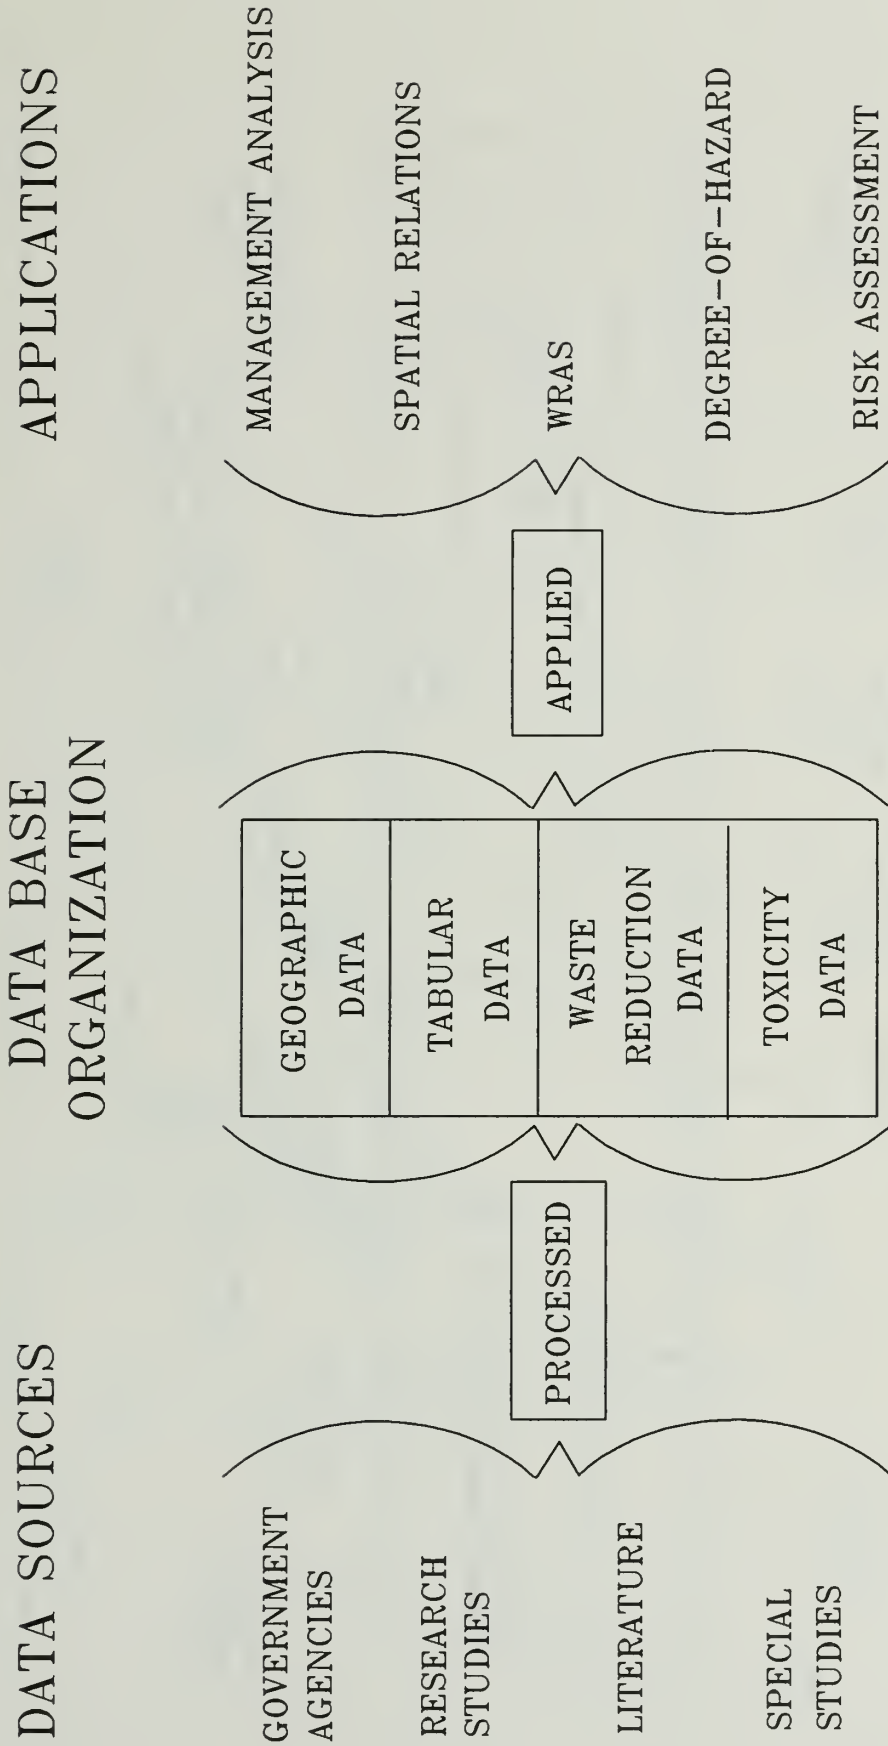 DATA SOURCES
GOVERNMENT
AGENCIES
RESEARCH
STUDIES
LITERATURE
SPECIAL
STUDIES
PROCESSED
DATA BASE
ORGANIZATION
GEOGRAPHIC
DATA
TABULAR
DATA
WASTE
REDUCTION
DATA
TOXICITY
DATA
APPLIED
APPLICATIONS
MANAGEMENT ANALYSIS
SPATIAL RELATIONS
WRAS
DEGREE-OF-HAZARD
RISK ASSESSMENT